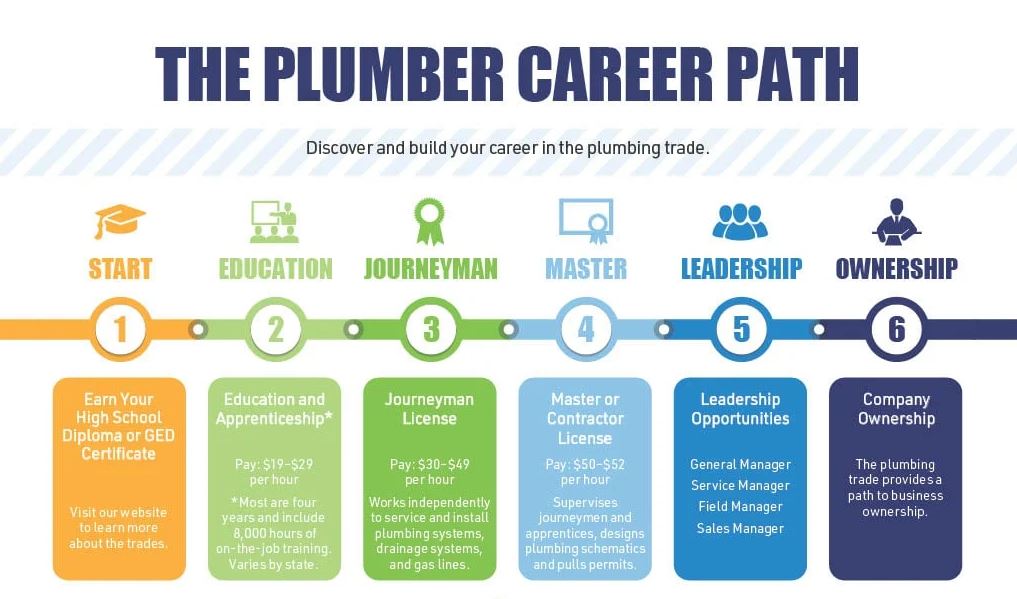 THE PLUMBER CAREER PATH
Discover and build your career in the plumbing trade.
START
EDUCATION
JOURNEYMAN
MASTER
LEADERSHIP
OWNERSHIP
1
2
3
4
5
6
Earn Your
High School
Diploma or GED
Certificate
Visit our website
to learn more
about the trades.
Education and
Apprenticeship*
Pay: $19–$29
per hour
*Most are four
years and include
8,000 hours of
on-the-job training.
Varies by state.
Journeyman
License
Pay: $30–$49
per hour
Works independently
to service and install
plumbing systems,
drainage systems,
and gas lines.
Master or
Contractor
License
Pay: $50–$52
per hour
Supervises
journeymen and
apprentices, designs
plumbing schematics
and pulls permits.
Leadership
Opportunities
General Manager
Service Manager
Field Manager
Sales Manager
Company
Ownership
The plumbing
trade provides a
path to business
ownership.